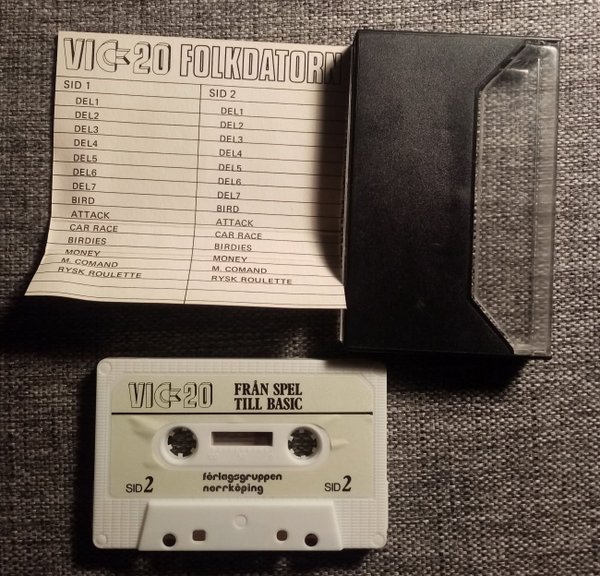 VIC-20 FOLKDATORN
SID 1
DEL1
DEL2
DEL3
DEL4
DEL5
DEL6
DEL7
BIRD
ATTACK
CAR RACE
BIRDIES
MONEY
M. COMAND
RYSK ROULETTE
SID 2
DEL1
DEL2
DEL3
DEL4
DEL5
DEL6
DEL7
BIRD
ATTACK
CAR RACE
BIRDIES
MONEY
M. COMAND
RYSK ROULETTE
VIC-20
FRÅN SPEL
TILL BASIC
förlagsgruppen
norrköping
SID 2
SID 2